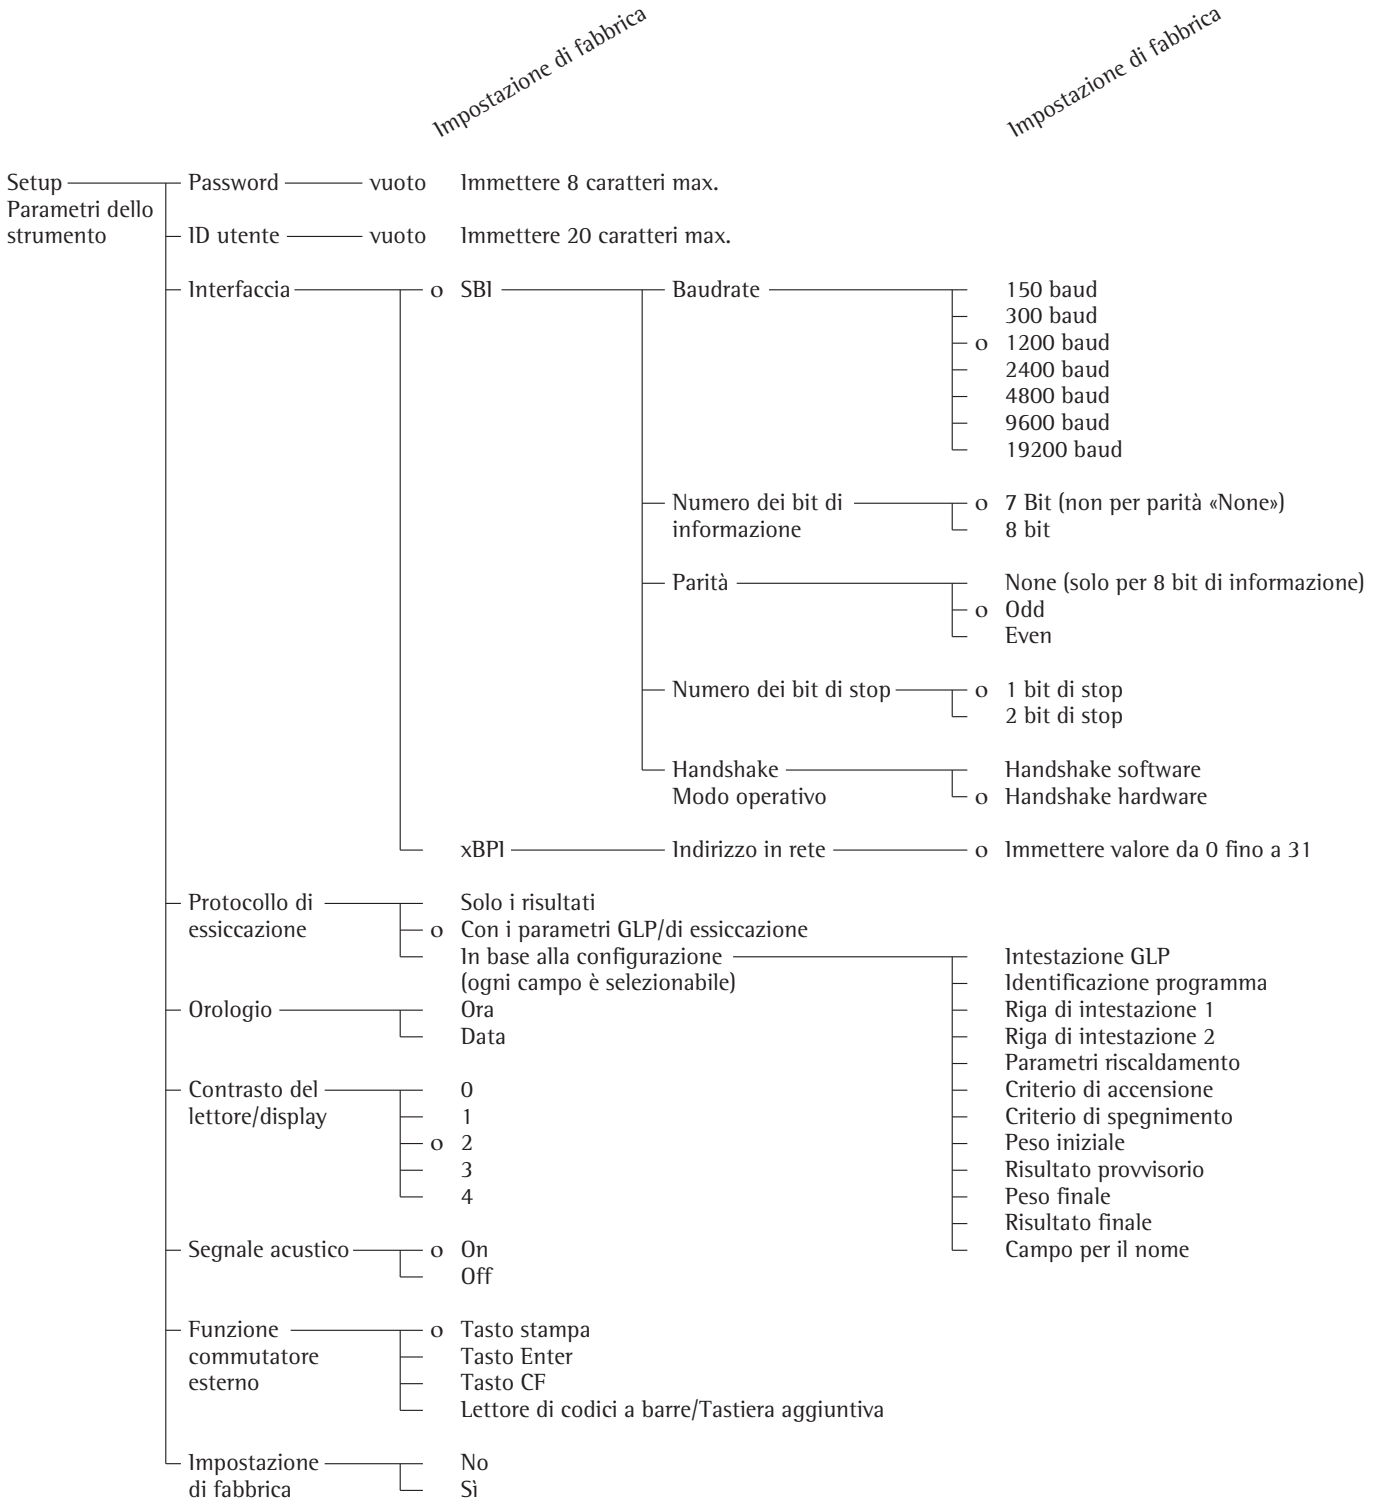 Impostazione di fabbrica
Impostazione di fabbrica
Setup
Parametri dello
strumento
Password vuoto Immettere 8 caratteri max.
ID utente vuoto Immettere 20 caratteri max.
Interfaccia o SBI Baudrate 150 baud
300 baud
o 1200 baud
2400 baud
4800 baud
9600 baud
19200 baud
Numero dei bit di o 7 Bit (non per parità «None»)
informazione 8 bit
Parità None (solo per 8 bit di informazione)
o Odd
Even
Numero dei bit di stop o 1 bit di stop
2 bit di stop
Handshake Handshake software
Modo operativo o Handshake hardware
xBPI Indirizzo in rete o Immettere valore da 0 fino a 31
Protocollo di Solo i risultati
essiccazione o Con i parametri GLP/di essiccazione
In base alla configurazione Intestazione GLP
(ogni campo è selezionabile) Identificazione programma
Orologio Ora Riga di intestazione 1
Data Riga di intestazione 2
Parametri riscaldamento
Contrasto del 0 Criterio di accensione
lettore/display 1 Criterio di spegnimento
o 2 Peso iniziale
3 Risultato provvisorio
4 Peso finale
Risultato finale
Segnale acustico o On Campo per il nome
Off
Funzione o Tasto stampa
commutatore Tasto Enter
esterno Tasto CF
Lettore di codici a barre/Tastiera aggiuntiva
Impostazione No
di fabbrica Sì